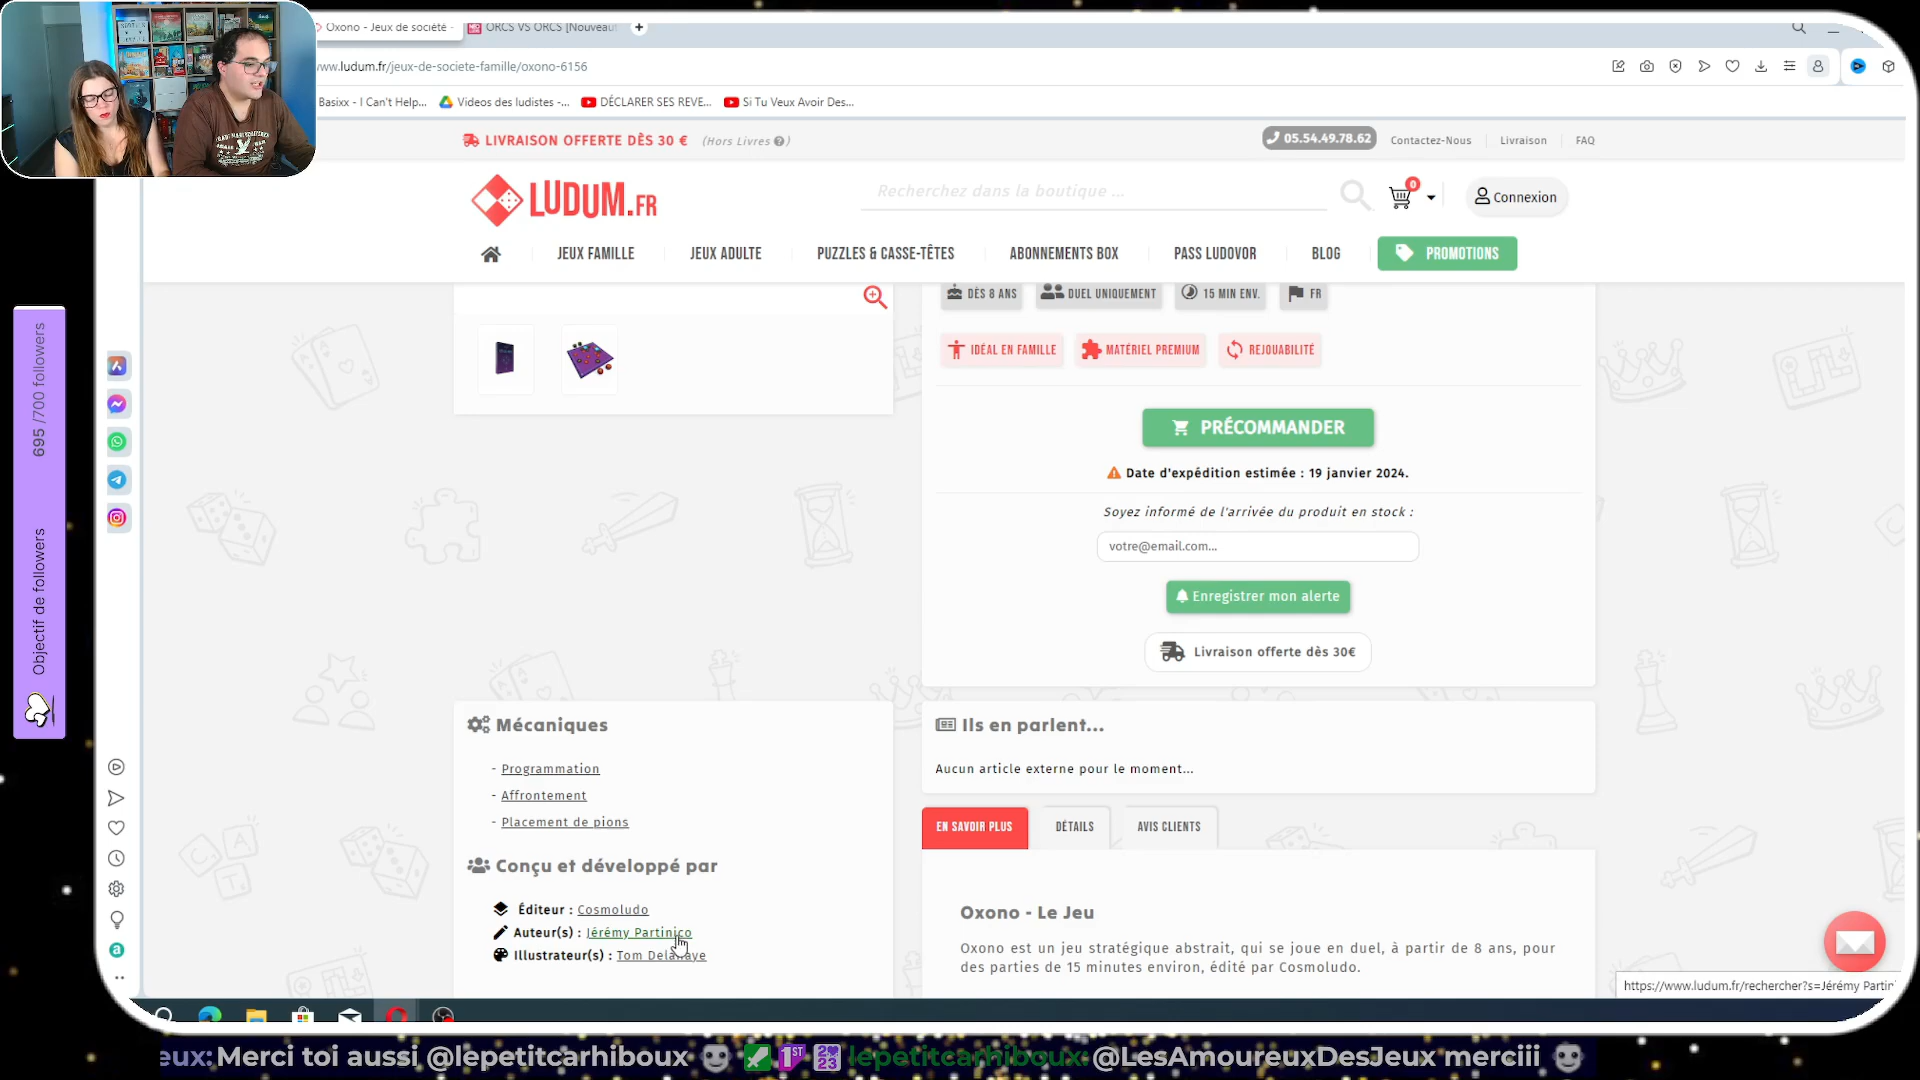 Oxono - Jeux de société -
ORCS VS ORCS [Nouveau
www.ludum.fr/jeux-de-societe-famille/oxono-6156
Basixx - I Can't Help...
Videos des ludistes -...
DÉCLARER SES REVE...
Si Tu Veux Avoir Des...
LIVRAISON OFFERTE DÈS 30 € (Hors Livres)
05.54.49.78.62
Contactez-Nous
Livraison
FAQ
LUDUM.FR
Recherchez dans la boutique ...
0
Connexion
JEUX FAMILLE
JEUX ADULTE
PUZZLES & CASSE-TÊTES
ABONNEMENTS BOX
PASS LUDOVOR
BLOG
PROMOTIONS
DÈS 8 ANS
DUEL UNIQUEMENT
15 MIN ENV.
FR
IDÉAL EN FAMILLE
MATÉRIEL PREMIUM
REJOUABILITÉ
PRÉCOMMANDER
Date d'expédition estimée : 19 janvier 2024.
Soyez informé de l'arrivée du produit en stock :
votre@email.com...
Enregistrer mon alerte
Livraison offerte dès 30€
Objectif de followers
695 /700 followers
Mécaniques
- Programmation
- Affrontement
- Placement de pions
Conçu et développé par
Éditeur : Cosmoludo
Auteur(s) : Jérémy Partinico
Illustrateur(s) : Tom Delahaye
Ils en parlent...
Aucun article externe pour le moment...
EN SAVOIR PLUS
DÉTAILS
AVIS CLIENTS
Oxono - Le Jeu
Oxono est un jeu stratégique abstrait, qui se joue en duel, à partir de 8 ans, pour
des parties de 15 minutes environ, édité par Cosmoludo.
https://www.ludum.fr/rechercher?s=Jérémy Partin
eux: Merci toi aussi @lepetitcarhiboux 1ST 2023 lepetitcarhiboux: @LesAmoureuxDesJeux merciii